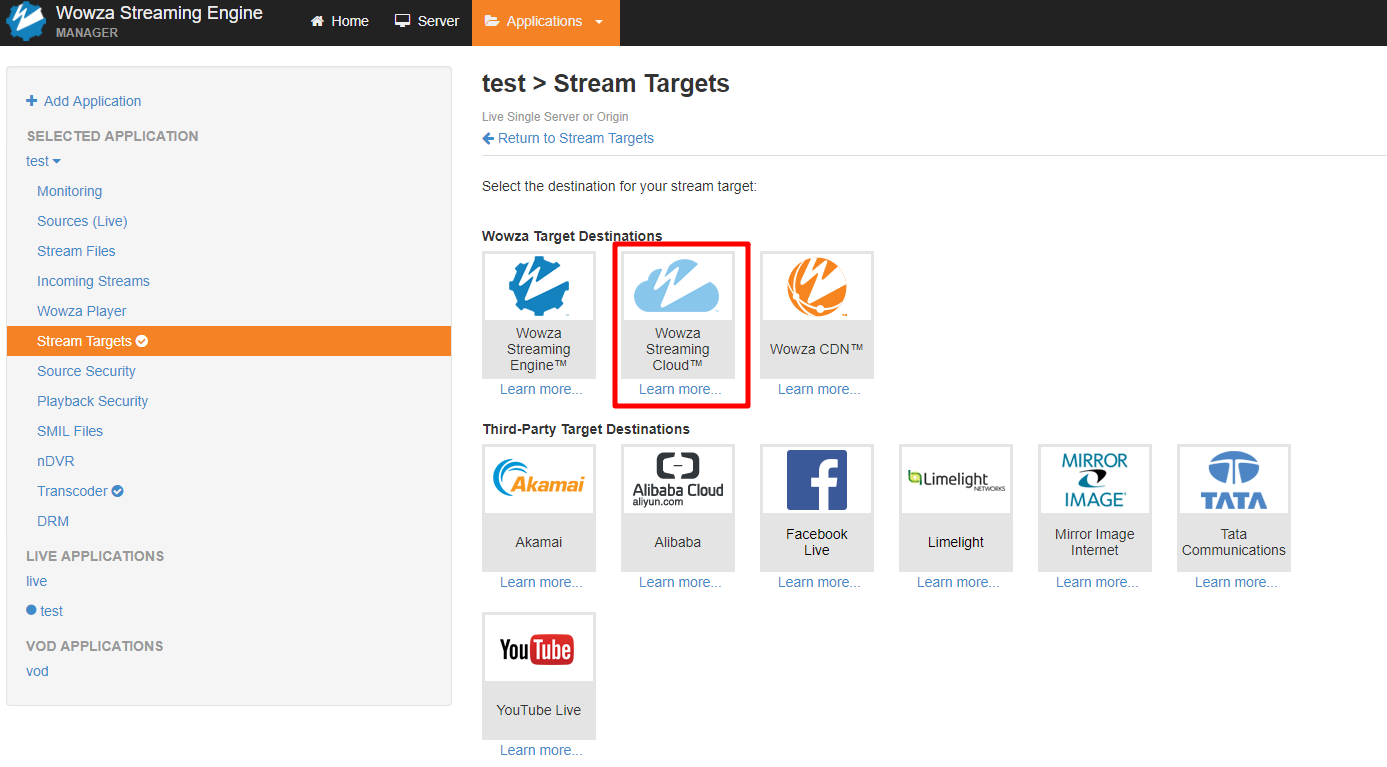 Wowza Streaming Engine
MANAGER
Home
Server
Applications
Add Application
SELECTED APPLICATION
test
Monitoring
Sources (Live)
Stream Files
Incoming Streams
Wowza Player
Stream Targets
Source Security
Playback Security
SMIL Files
nDVR
Transcoder
DRM
LIVE APPLICATIONS
live
test
VOD APPLICATIONS
vod
test > Stream Targets
Live Single Server or Origin
Return to Stream Targets
Select the destination for your stream target:
Wowza Target Destinations
Wowza
Streaming
Engine™
Learn more...
Wowza
Streaming
Cloud™
Learn more...
Wowza CDN™
Learn more...
Third-Party Target Destinations
Akamai
Akamai
Learn more...
Alibaba Cloud
aliyun.com
Alibaba
Learn more...
Facebook
Live
Learn more...
Limelight
NETWORKS
Limelight
Learn more...
MIRROR
IMAGE
Mirror Image
Internet
Learn more...
TATA
Tata
Communications
Learn more...
YouTube
YouTube Live
Learn more...